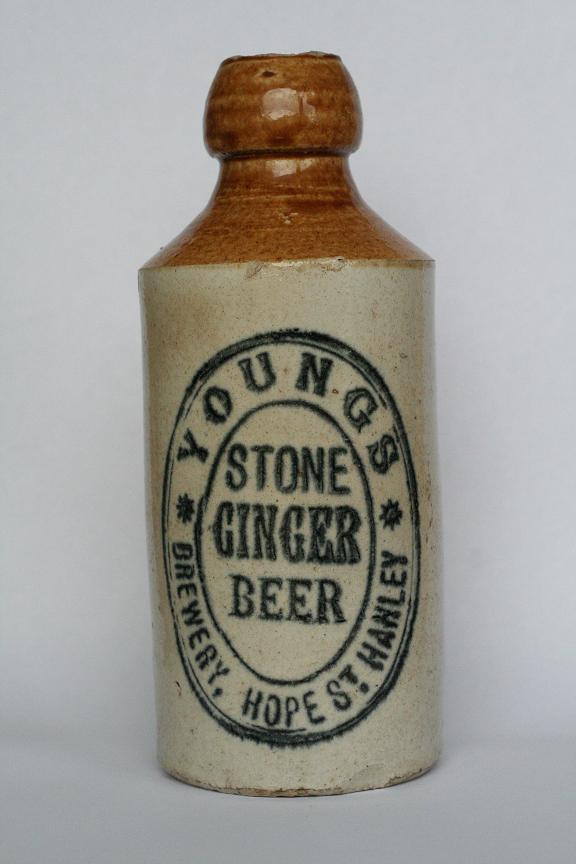 YOUNGS
STONE
GINGER
BEER
BREWERY, HOPE ST. HANLEY